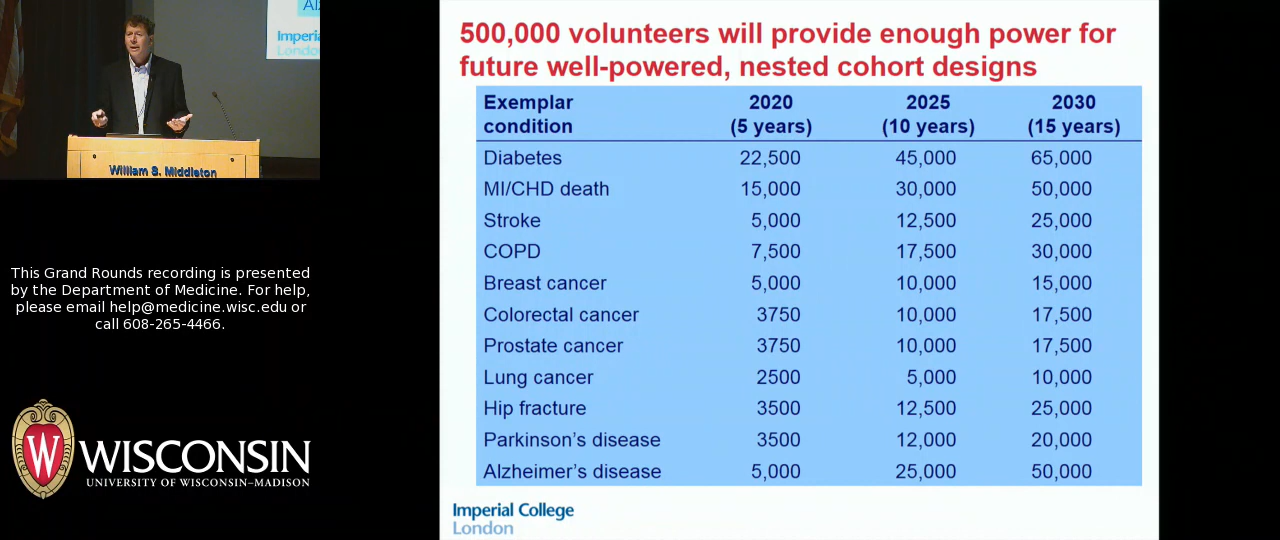 Al
Imperial
London
William S. Middleton
This Grand Rounds recording is presented
by the Department of Medicine. For help,
please email help@medicine.wisc.edu or
call 608-265-4466.
W
WISCONSIN
UNIVERSITY OF WISCONSIN–MADISON
500,000 volunteers will provide enough power for
future well-powered, nested cohort designs
Exemplar condition 2020 (5 years) 2025 (10 years) 2030 (15 years)
Diabetes 22,500 45,000 65,000
MI/CHD death 15,000 30,000 50,000
Stroke 5,000 12,500 25,000
COPD 7,500 17,500 30,000
Breast cancer 5,000 10,000 15,000
Colorectal cancer 3750 10,000 17,500
Prostate cancer 3750 10,000 17,500
Lung cancer 2500 5,000 10,000
Hip fracture 3500 12,500 25,000
Parkinson's disease 3500 12,000 20,000
Alzheimer's disease 5,000 25,000 50,000
Imperial College
London